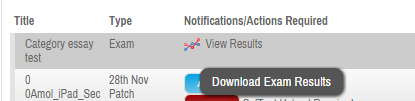 Title Type Notifications/Actions Required
Category essay Exam View Results
test
0 28th Nov Download Exam Results
0Amol_iPad_Sec Patch